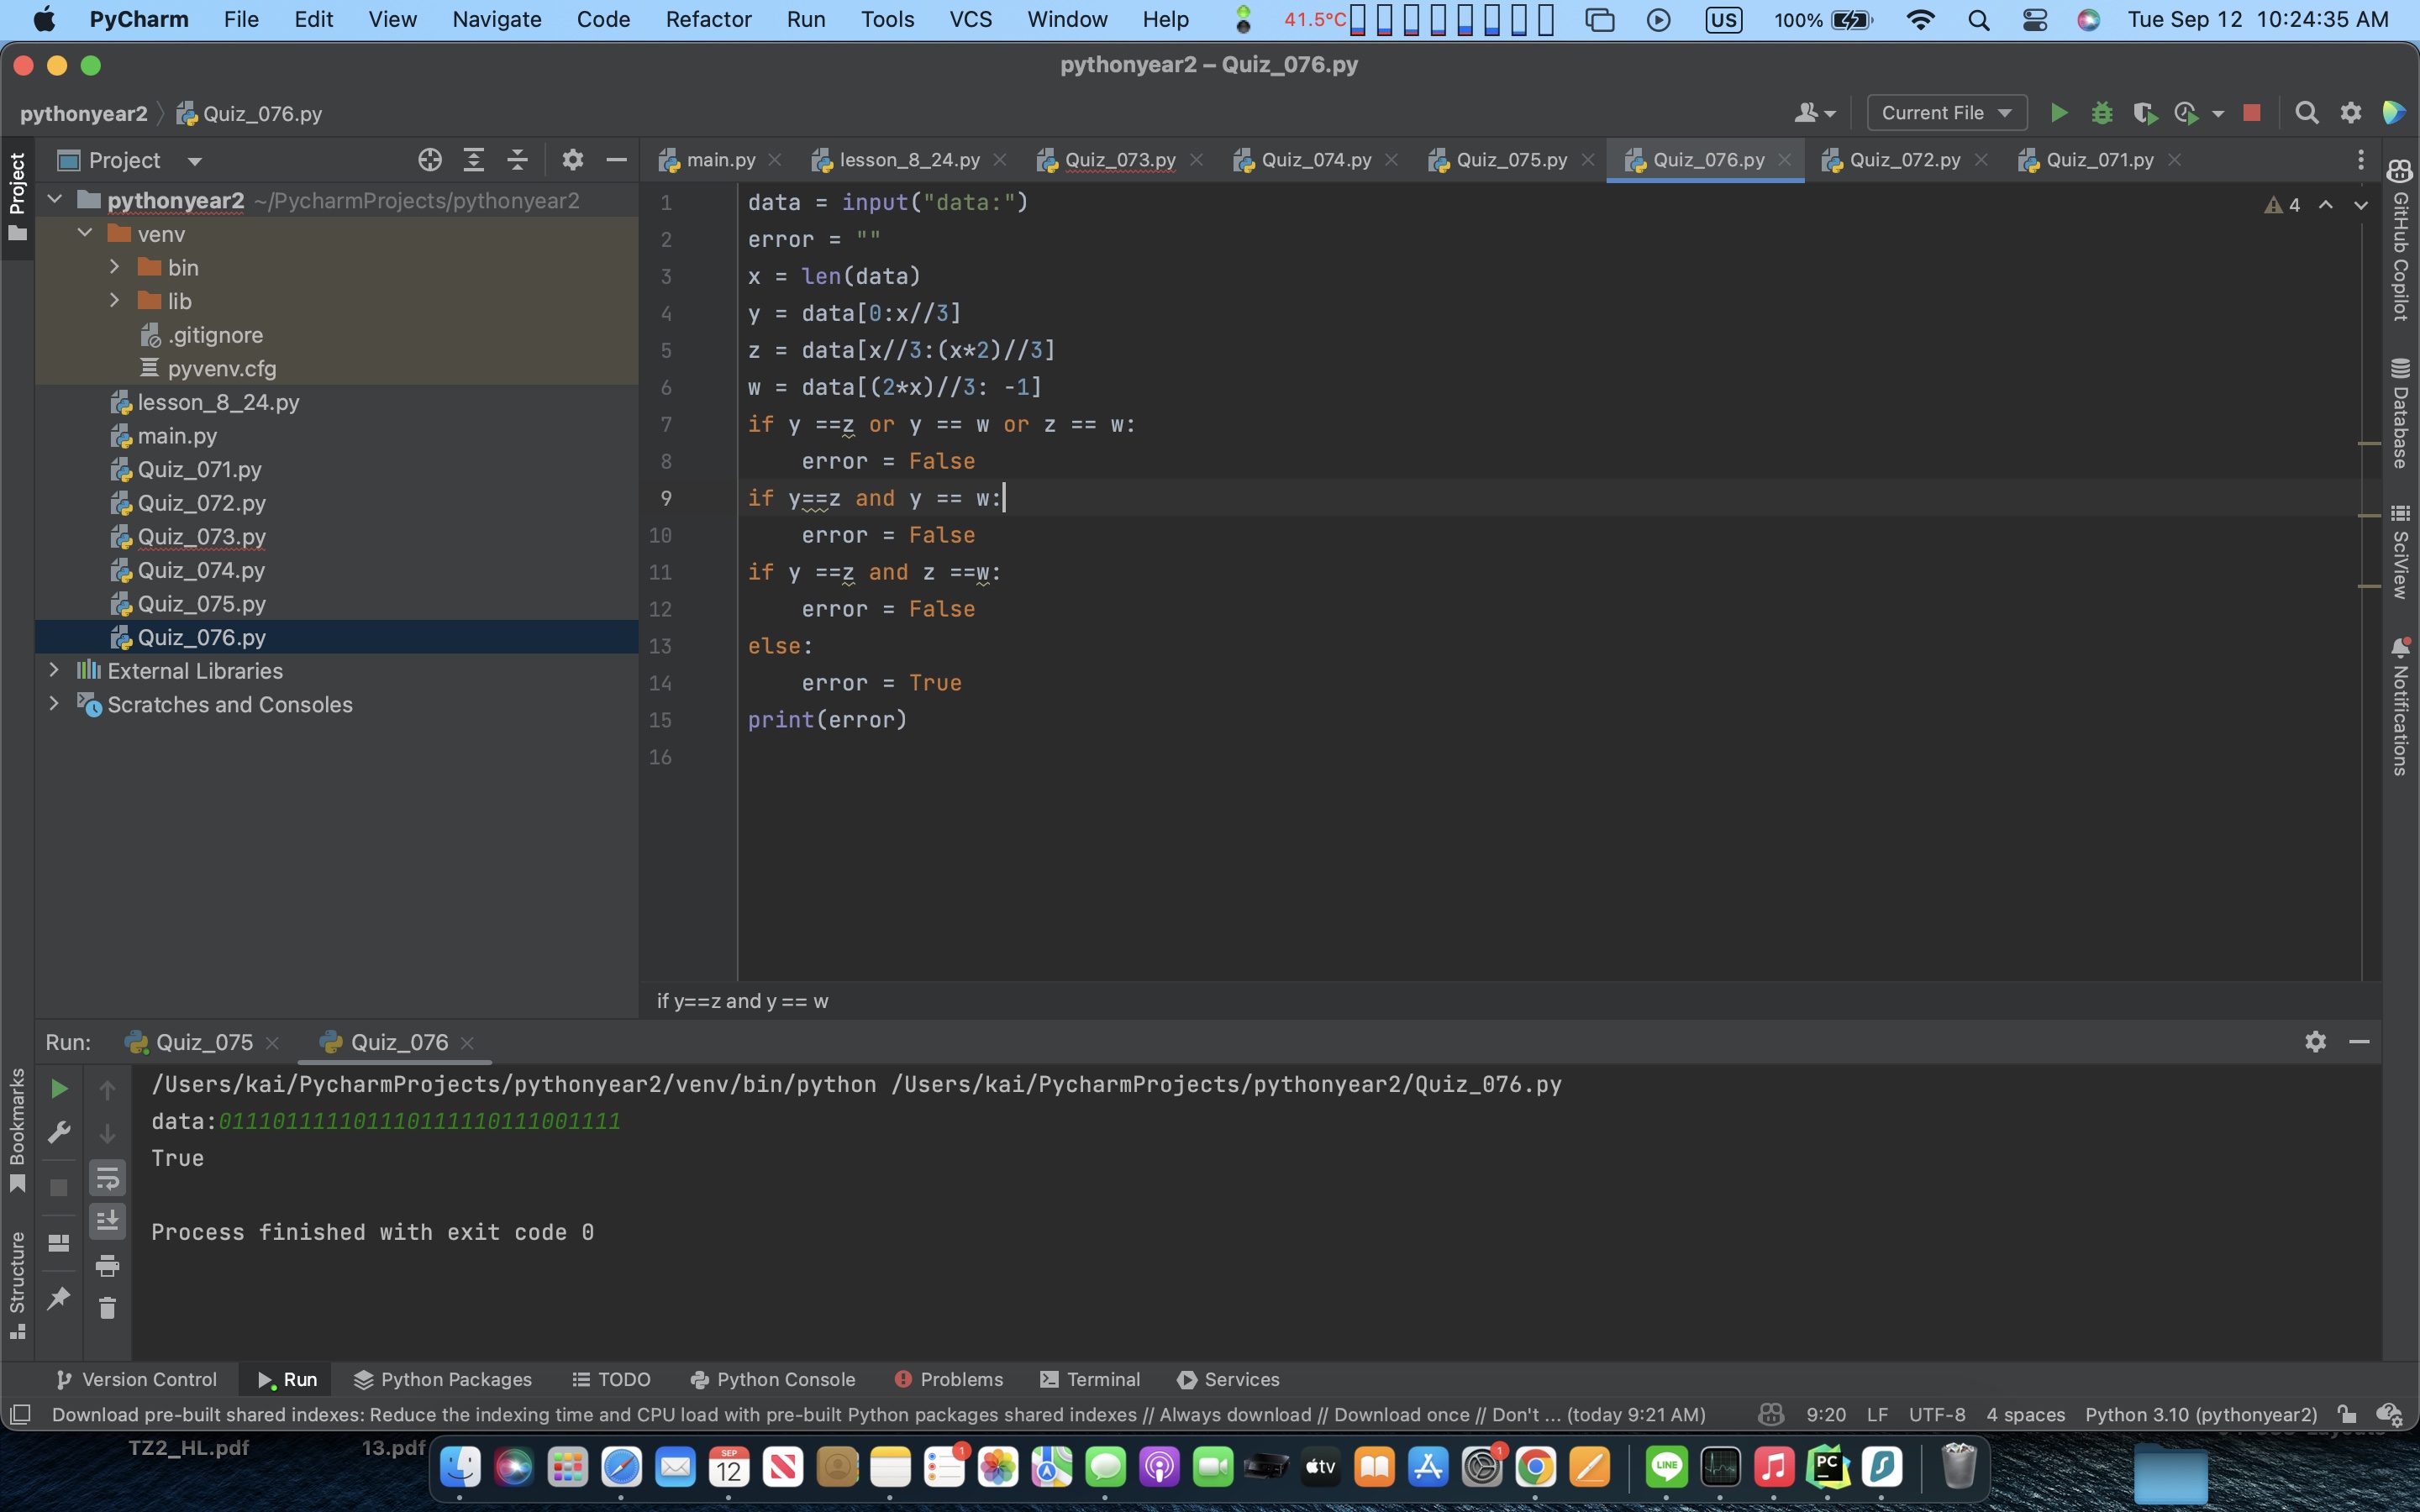 PyCharm File Edit View Navigate Code Refactor Run Tools VCS Window Help 41.5°C US 100% Tue Sep 12 10:24:35 AM
pythonyear2 – Quiz_076.py
pythonyear2 Quiz_076.py Current File
Project main.py lesson_8_24.py Quiz_073.py Quiz_074.py Quiz_075.py Quiz_076.py Quiz_072.py Quiz_071.py
Project
pythonyear2 ~/PycharmProjects/pythonyear2
venv
bin
lib
.gitignore
pyvenv.cfg
lesson_8_24.py
main.py
Quiz_071.py
Quiz_072.py
Quiz_073.py
Quiz_074.py
Quiz_075.py
Quiz_076.py
External Libraries
Scratches and Consoles
1 data = input("data:")
2 error = ""
3 x = len(data)
4 y = data[0:x//3]
5 z = data[x//3:(x*2)//3]
6 w = data[(2*x)//3: -1]
7 if y ==z or y == w or z == w:
8 error = False
9 if y==z and y == w:
10 error = False
11 if y ==z and z ==w:
12 error = False
13 else:
14 error = True
15 print(error)
16
4
if y==z and y == w
GitHub Copilot
Database
SciView
Notifications
Run: Quiz_075 Quiz_076
/Users/kai/PycharmProjects/pythonyear2/venv/bin/python /Users/kai/PycharmProjects/pythonyear2/Quiz_076.py
data:011101111101110111110111001111
True
Process finished with exit code 0
Bookmarks
Structure
Version Control Run Python Packages TODO Python Console Problems Terminal Services
Download pre-built shared indexes: Reduce the indexing time and CPU load with pre-built Python packages shared indexes // Always download // Download once // Don't ... (today 9:21 AM) 9:20 LF UTF-8 4 spaces Python 3.10 (pythonyear2)
TZ2_HL.pdf 13.pdf
SEP
12
1
tv
1
LINE
PC